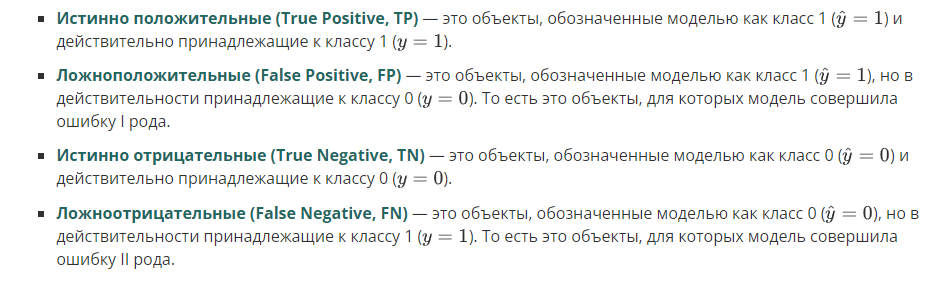 ▪ Истинно положительные (True Positive, TP) — это объекты, обозначенные моделью как класс 1 (ŷ = 1) и
действительно принадлежащие к классу 1 (y = 1).
▪ Ложноположительные (False Positive, FP) — это объекты, обозначенные моделью как класс 1 (ŷ = 1), но в
действительности принадлежащие к классу 0 (y = 0). То есть это объекты, для которых модель совершила
ошибку I рода.
▪ Истинно отрицательные (True Negative, TN) — это объекты, обозначенные моделью как класс 0 (ŷ = 0) и
действительно принадлежащие к классу 0 (y = 0).
▪ Ложноотрицательные (False Negative, FN) — это объекты, обозначенные моделью как класс 0 (ŷ = 0), но в
действительности принадлежащие к классу 1 (y = 1). То есть это объекты, для которых модель совершила
ошибку II рода.